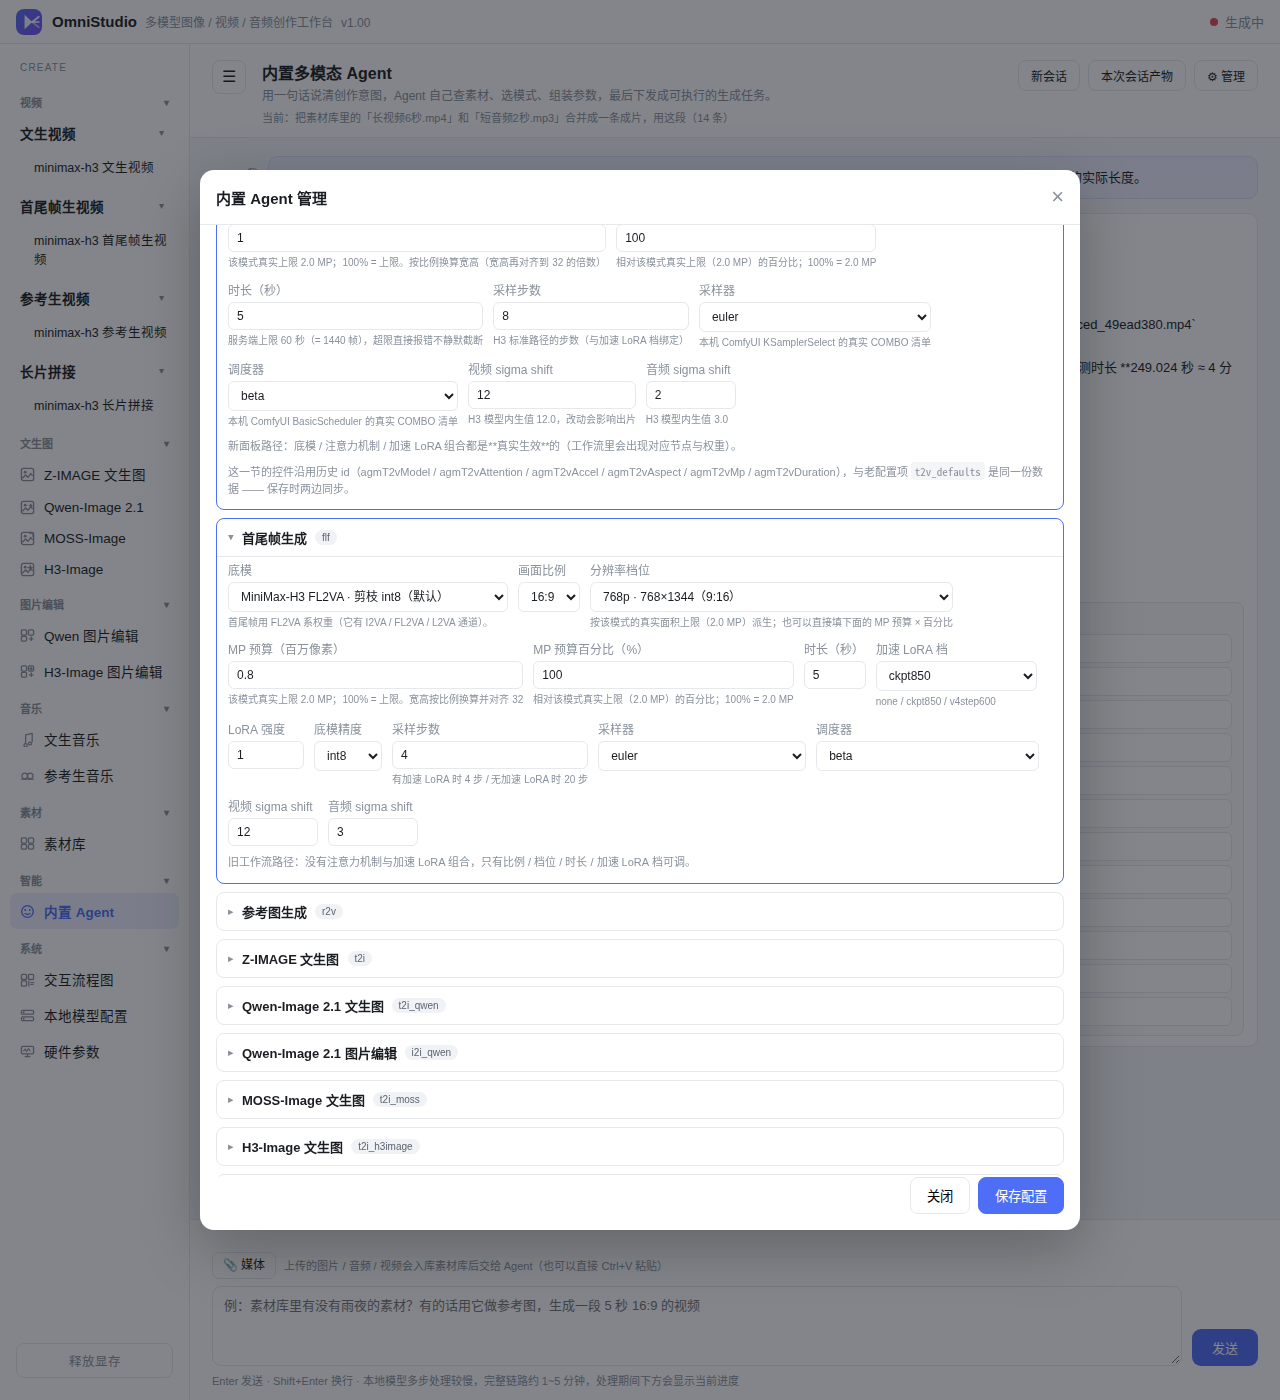 OmniStudio 多模型图像 / 视频 / 音频创作工作台 v1.00
生成中
CREATE
视频
文生视频
minimax-h3 文生视频
首尾帧生视频
minimax-h3 首尾帧生视
频
参考生视频
minimax-h3 参考生视频
长片拼接
minimax-h3 长片拼接
文生图
Z-IMAGE 文生图
Qwen-Image 2.1
MOSS-Image
H3-Image
图片编辑
Qwen 图片编辑
H3-Image 图片编辑
音乐
文生音乐
参考生音乐
素材
素材库
智能
内置 Agent
系统
交互流程图
本地模型配置
硬件参数
释放显存
☰
内置多模态 Agent
用一句话说清创作意图，Agent 自己查素材、选模式、组装参数，最后下发成可执行的生成任务。
当前：把素材库里的「长视频6秒.mp4」和「短音频2秒.mp3」合并成一条成片，用这段（14 条）
新会话 本次会话产物 ⚙ 管理
实际长度。
ced_49ead380.mp4`
测时长 **249.024 秒 ≈ 4 分
内置 Agent 管理
×
1 100
该模式真实上限 2.0 MP；100% = 上限。按比例换算宽高（宽高再对齐到 32 的倍数） 相对该模式真实上限（2.0 MP）的百分比；100% = 2.0 MP
时长（秒） 采样步数 采样器
5 8 euler
服务端上限 60 秒（= 1440 帧），超限直接报错不静默截断 H3 标准路径的步数（与加速 LoRA 档绑定） 本机 ComfyUI KSamplerSelect 的真实 COMBO 清单
调度器 视频 sigma shift 音频 sigma shift
beta 12 2
本机 ComfyUI BasicScheduler 的真实 COMBO 清单 H3 模型内生值 12.0，改动会影响出片 H3 模型内生值 3.0
新面板路径：底模 / 注意力机制 / 加速 LoRA 组合都是**真实生效**的（工作流里会出现对应节点与权重）。
这一节的控件沿用历史 id（agmT2vModel / agmT2vAttention / agmT2vAccel / agmT2vAspect / agmT2vMp / agmT2vDuration），与老配置项 t2v_defaults 是同一份数
据 —— 保存时两边同步。
首尾帧生成 flf
底模 画面比例 分辨率档位
MiniMax-H3 FL2VA · 剪枝 int8（默认） 16:9 768p · 768×1344（9:16）
首尾帧用 FL2VA 系权重（它有 I2VA / FL2VA / L2VA 通道）。 按该模式的真实面积上限（2.0 MP）派生；也可以直接填下面的 MP 预算 × 百分比
MP 预算（百万像素） MP 预算百分比（%） 时长（秒） 加速 LoRA 档
0.8 100 5 ckpt850
该模式真实上限 2.0 MP；100% = 上限。宽高按比例换算并对齐 32 相对该模式真实上限（2.0 MP）的百分比；100% = 2.0 MP none / ckpt850 / v4step600
LoRA 强度 底模精度 采样步数 采样器 调度器
1 int8 4 euler beta
有加速 LoRA 时 4 步 / 无加速 LoRA 时 20 步
视频 sigma shift 音频 sigma shift
12 3
旧工作流路径：没有注意力机制与加速 LoRA 组合，只有比例 / 档位 / 时长 / 加速 LoRA 档可调。
参考图生成 r2v
Z-IMAGE 文生图 t2i
Qwen-Image 2.1 文生图 t2i_qwen
Qwen-Image 2.1 图片编辑 i2i_qwen
MOSS-Image 文生图 t2i_moss
H3-Image 文生图 t2i_h3image
关闭 保存配置
📎 媒体 上传的图片 / 音频 / 视频会入库素材库后交给 Agent（也可以直接 Ctrl+V 粘贴）
例：素材库里有没有雨夜的素材？有的话用它做参考图，生成一段 5 秒 16:9 的视频
发送
Enter 发送 · Shift+Enter 换行 · 本地模型多步处理较慢，完整链路约 1~5 分钟，处理期间下方会显示当前进度